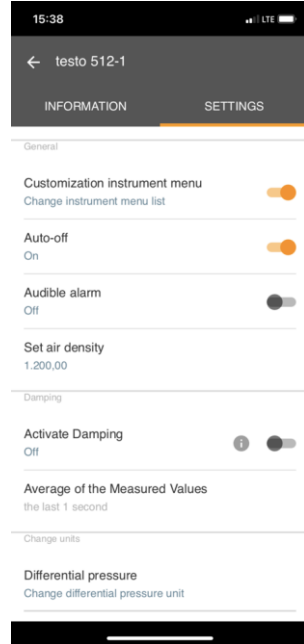 15:38
LTE
testo 512-1
INFORMATION
SETTINGS
General
Customization instrument menu
Change instrument menu list
Auto-off
On
Audible alarm
Off
Set air density
1.200,00
Damping
Activate Damping
Off
Average of the Measured Values
the last 1 second
Change units
Differential pressure
Change differential pressure unit